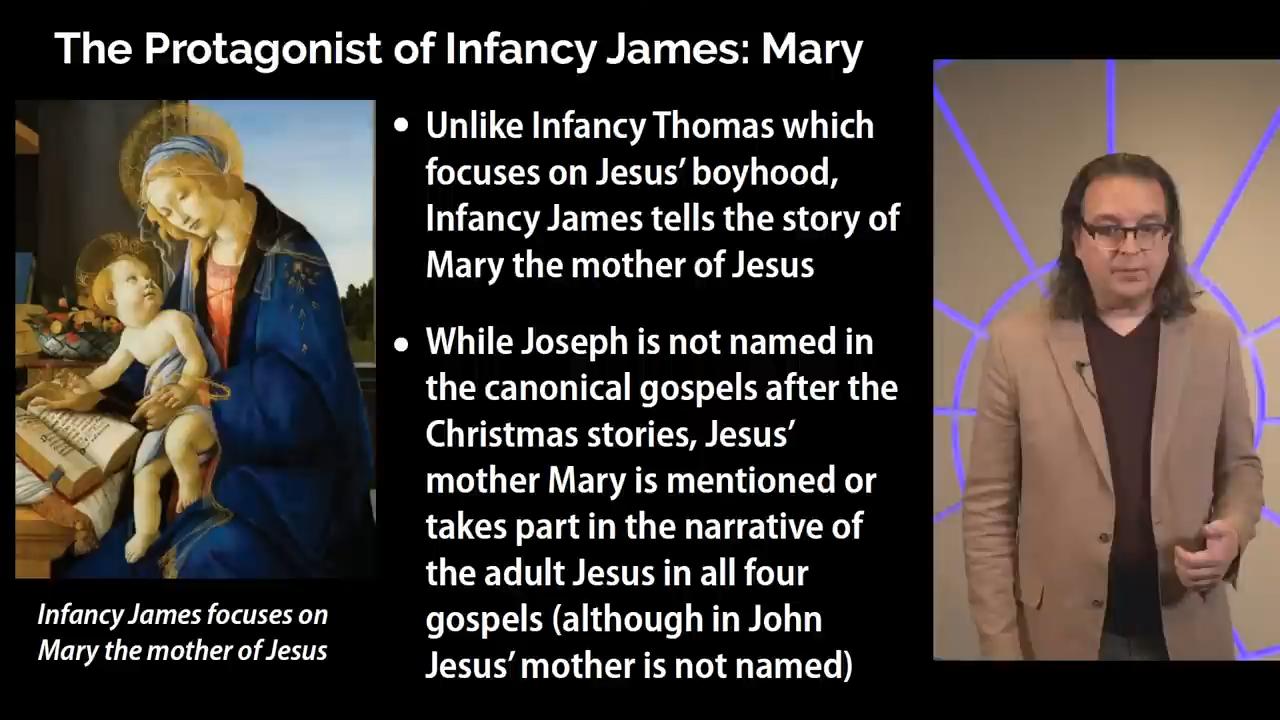 The Protagonist of Infancy James: Mary
• Unlike Infancy Thomas which
focuses on Jesus’ boyhood,
Infancy James tells the story of
Mary the mother of Jesus
• While Joseph is not named in
the canonical gospels after the
Christmas stories, Jesus’
mother Mary is mentioned or
takes part in the narrative of
the adult Jesus in all four
gospels (although in John
Jesus’ mother is not named)
Infancy James focuses on
Mary the mother of Jesus